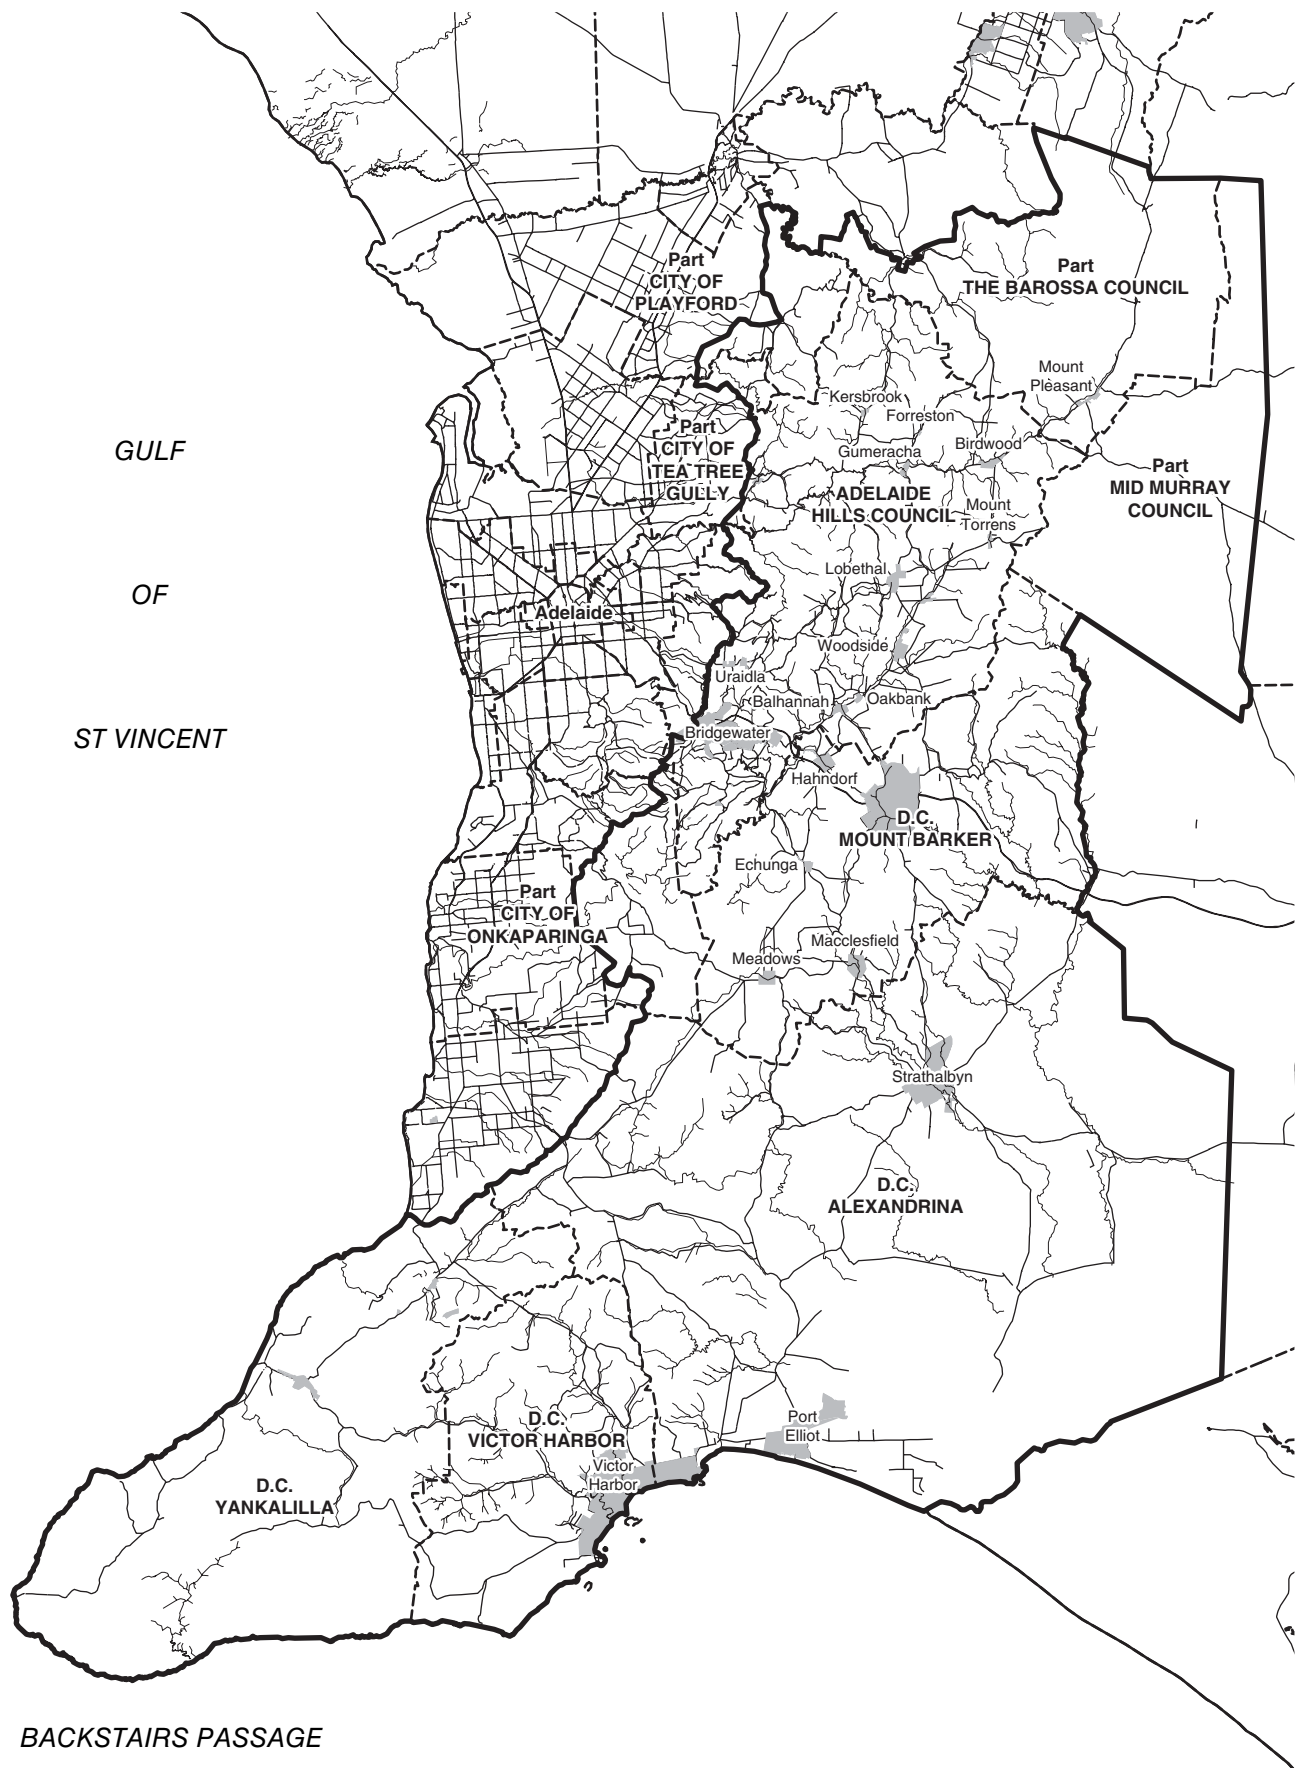 Part
CITY OF
PLAYFORD
Part
THE BAROSSA COUNCIL
Mount
Pleasant
Kersbrook
Forreston
GULF
Part
CITY OF
TEA TREE
GULLY
Birdwood
Gumeracha
Part
MID MURRAY
COUNCIL
ADELAIDE
HILLS COUNCIL
Mount
Torrens
Lobethal
OF
Adelaide
Woodside
Uraidla
Balhannah
Oakbank
ST VINCENT
Bridgewater
Hahndorf
D.C.
MOUNT BARKER
Echunga
Part
CITY OF
ONKAPARINGA
Macclesfield
Meadows
Strathalbyn
D.C.
ALEXANDRINA
Port
Elliot
D.C.
VICTOR HARBOR
Victor
Harbor
D.C.
YANKALILLA
BACKSTAIRS PASSAGE